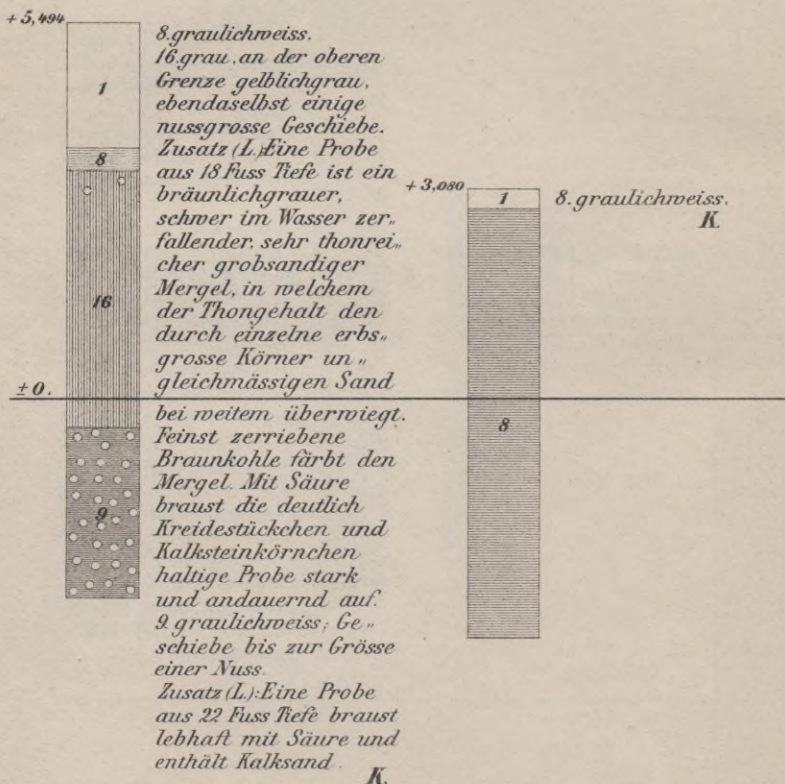 +5,494
8. graulichweiss.
16. grau, an der oberen
Grenze gelblichgrau,
ebendaselbst einige
nussgrosse Geschiebe.
Zusatz (L.) Eine Probe
aus 18 Fuss Tiefe ist ein
bräunlichgrauer,
schwer im Wasser zer„
fallender, sehr thonrei„
cher grobsandiger
Mergel, in welchem
der Thongehalt den
durch einzelne erbs„
grosse Körner un„
gleichmässigen Sand
bei weitem überwiegt.
Feinst zerriebene
Braunkohle färbt den
Mergel. Mit Säure
braust die deutlich
Kreidestückchen und
Kalksteinkörnchen
haltige Probe stark
und andauernd auf.
9. graulichweiss; Ge„
schiebe bis zur Grösse
einer Nuss.
Zusatz (L.): Eine Probe
aus 22 Fuss Tiefe braust
lebhaft mit Säure und
enthält Kalksand.
K.
1
8
16
9
±0.
+3,080
1
8
8. graulichweiss.
K.